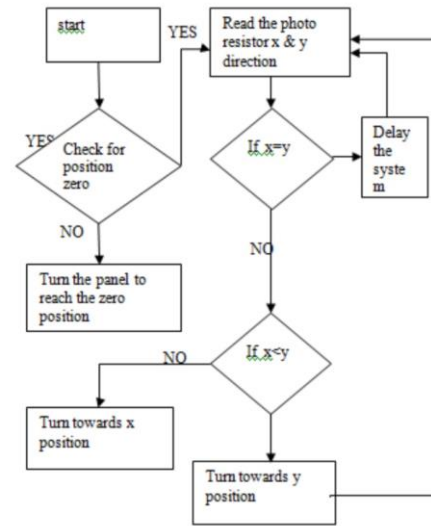 start
YES
Read the photo
resistor x & y
direction
YES
Check for
position
zero
If x=y
Delay
the
syste
m
NO
NO
Turn the panel to
reach the zero
position
If x<y
NO
Turn towards x
position
Turn towards y
position